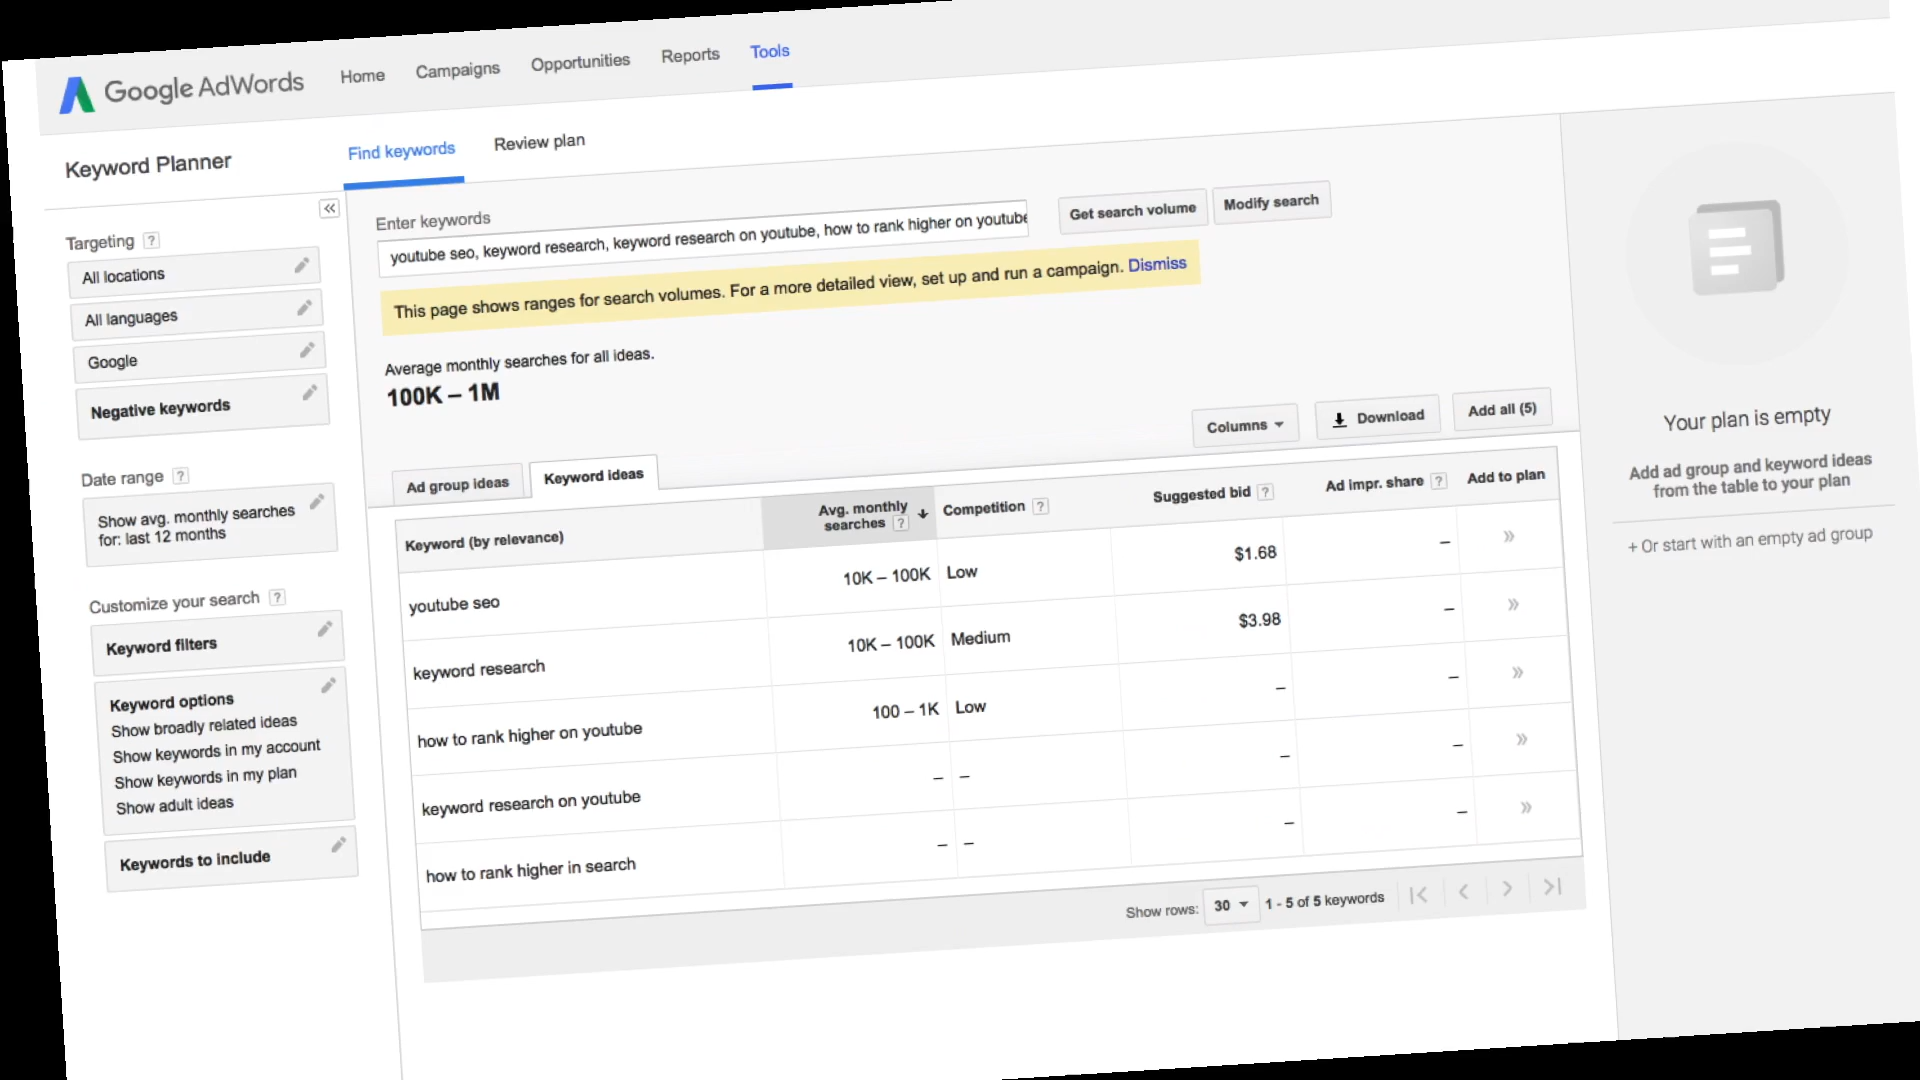 Google AdWords
Home
Campaigns
Opportunities
Reports
Tools
Keyword Planner
Find keywords
Review plan
Targeting ?
All locations
All languages
Google
Negative keywords
Date range ?
Show avg. monthly searches
for: last 12 months
Customize your search ?
Keyword filters
Keyword options
Show broadly related ideas
Show keywords in my account
Show keywords in my plan
Show adult ideas
Keywords to include
Enter keywords
youtube seo, keyword research, keyword research on youtube, how to rank higher on youtube
Get search volume
Modify search
This page shows ranges for search volumes. For a more detailed view, set up and run a campaign. Dismiss
Average monthly searches for all ideas.
100K – 1M
Columns
Download
Add all (5)
Ad group ideas
Keyword ideas
Keyword (by relevance)
Avg. monthly
searches ?
Competition ?
Suggested bid ?
Ad impr. share ?
Add to plan
youtube seo 10K – 100K Low $1.68 – »
keyword research 10K – 100K Medium $3.98 – »
how to rank higher on youtube 100 – 1K Low – – »
keyword research on youtube – – – – »
how to rank higher in search – – – – »
Show rows: 30 1 - 5 of 5 keywords
Your plan is empty
Add ad group and keyword ideas
from the table to your plan
+ Or start with an empty ad group